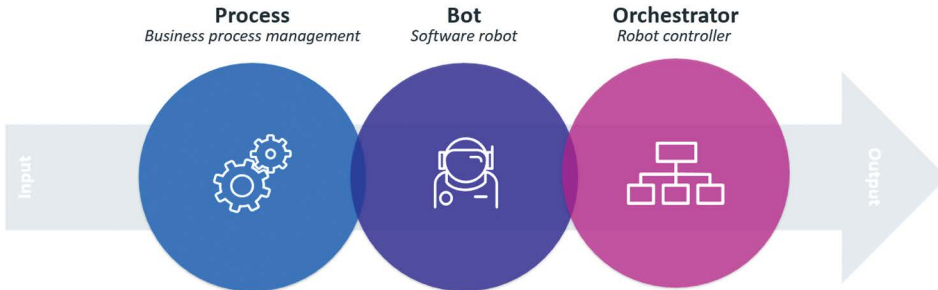 Process
Business process management
Bot
Software robot
Orchestrator
Robot controller
Input
Output